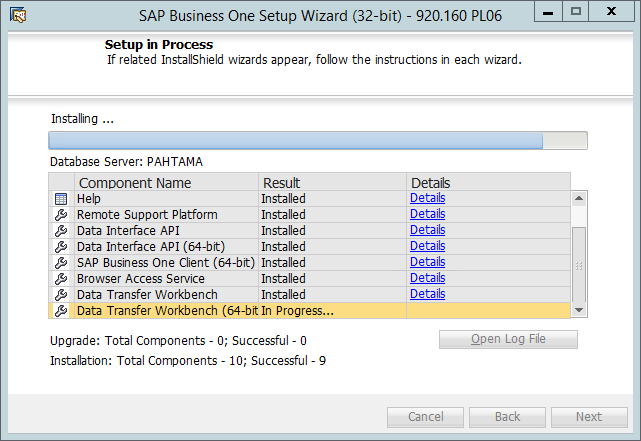 SAP Business One Setup Wizard (32-bit) - 920.160 PL06
Setup in Process
If related InstallShield wizards appear, follow the instructions in each wizard.
Installing ...
Database Server: PAHTAMA
Component Name Result Details
Help Installed Details
Remote Support Platform Installed Details
Data Interface API Installed Details
Data Interface API (64-bit) Installed Details
SAP Business One Client (64-bit) Installed Details
Browser Access Service Installed Details
Data Transfer Workbench Installed Details
Data Transfer Workbench (64-bit In Progress...
Upgrade: Total Components - 0; Successful - 0
Open Log File
Installation: Total Components - 10; Successful - 9
Cancel Back Next